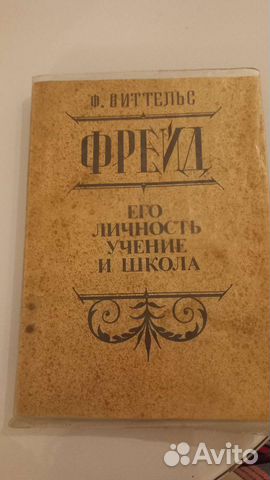 Ф. ВИТТЕЛЬС
ФРЕЙД
ЕГО
ЛИЧНОСТЬ
УЧЕНИЕ
И ШКОЛА
Avito